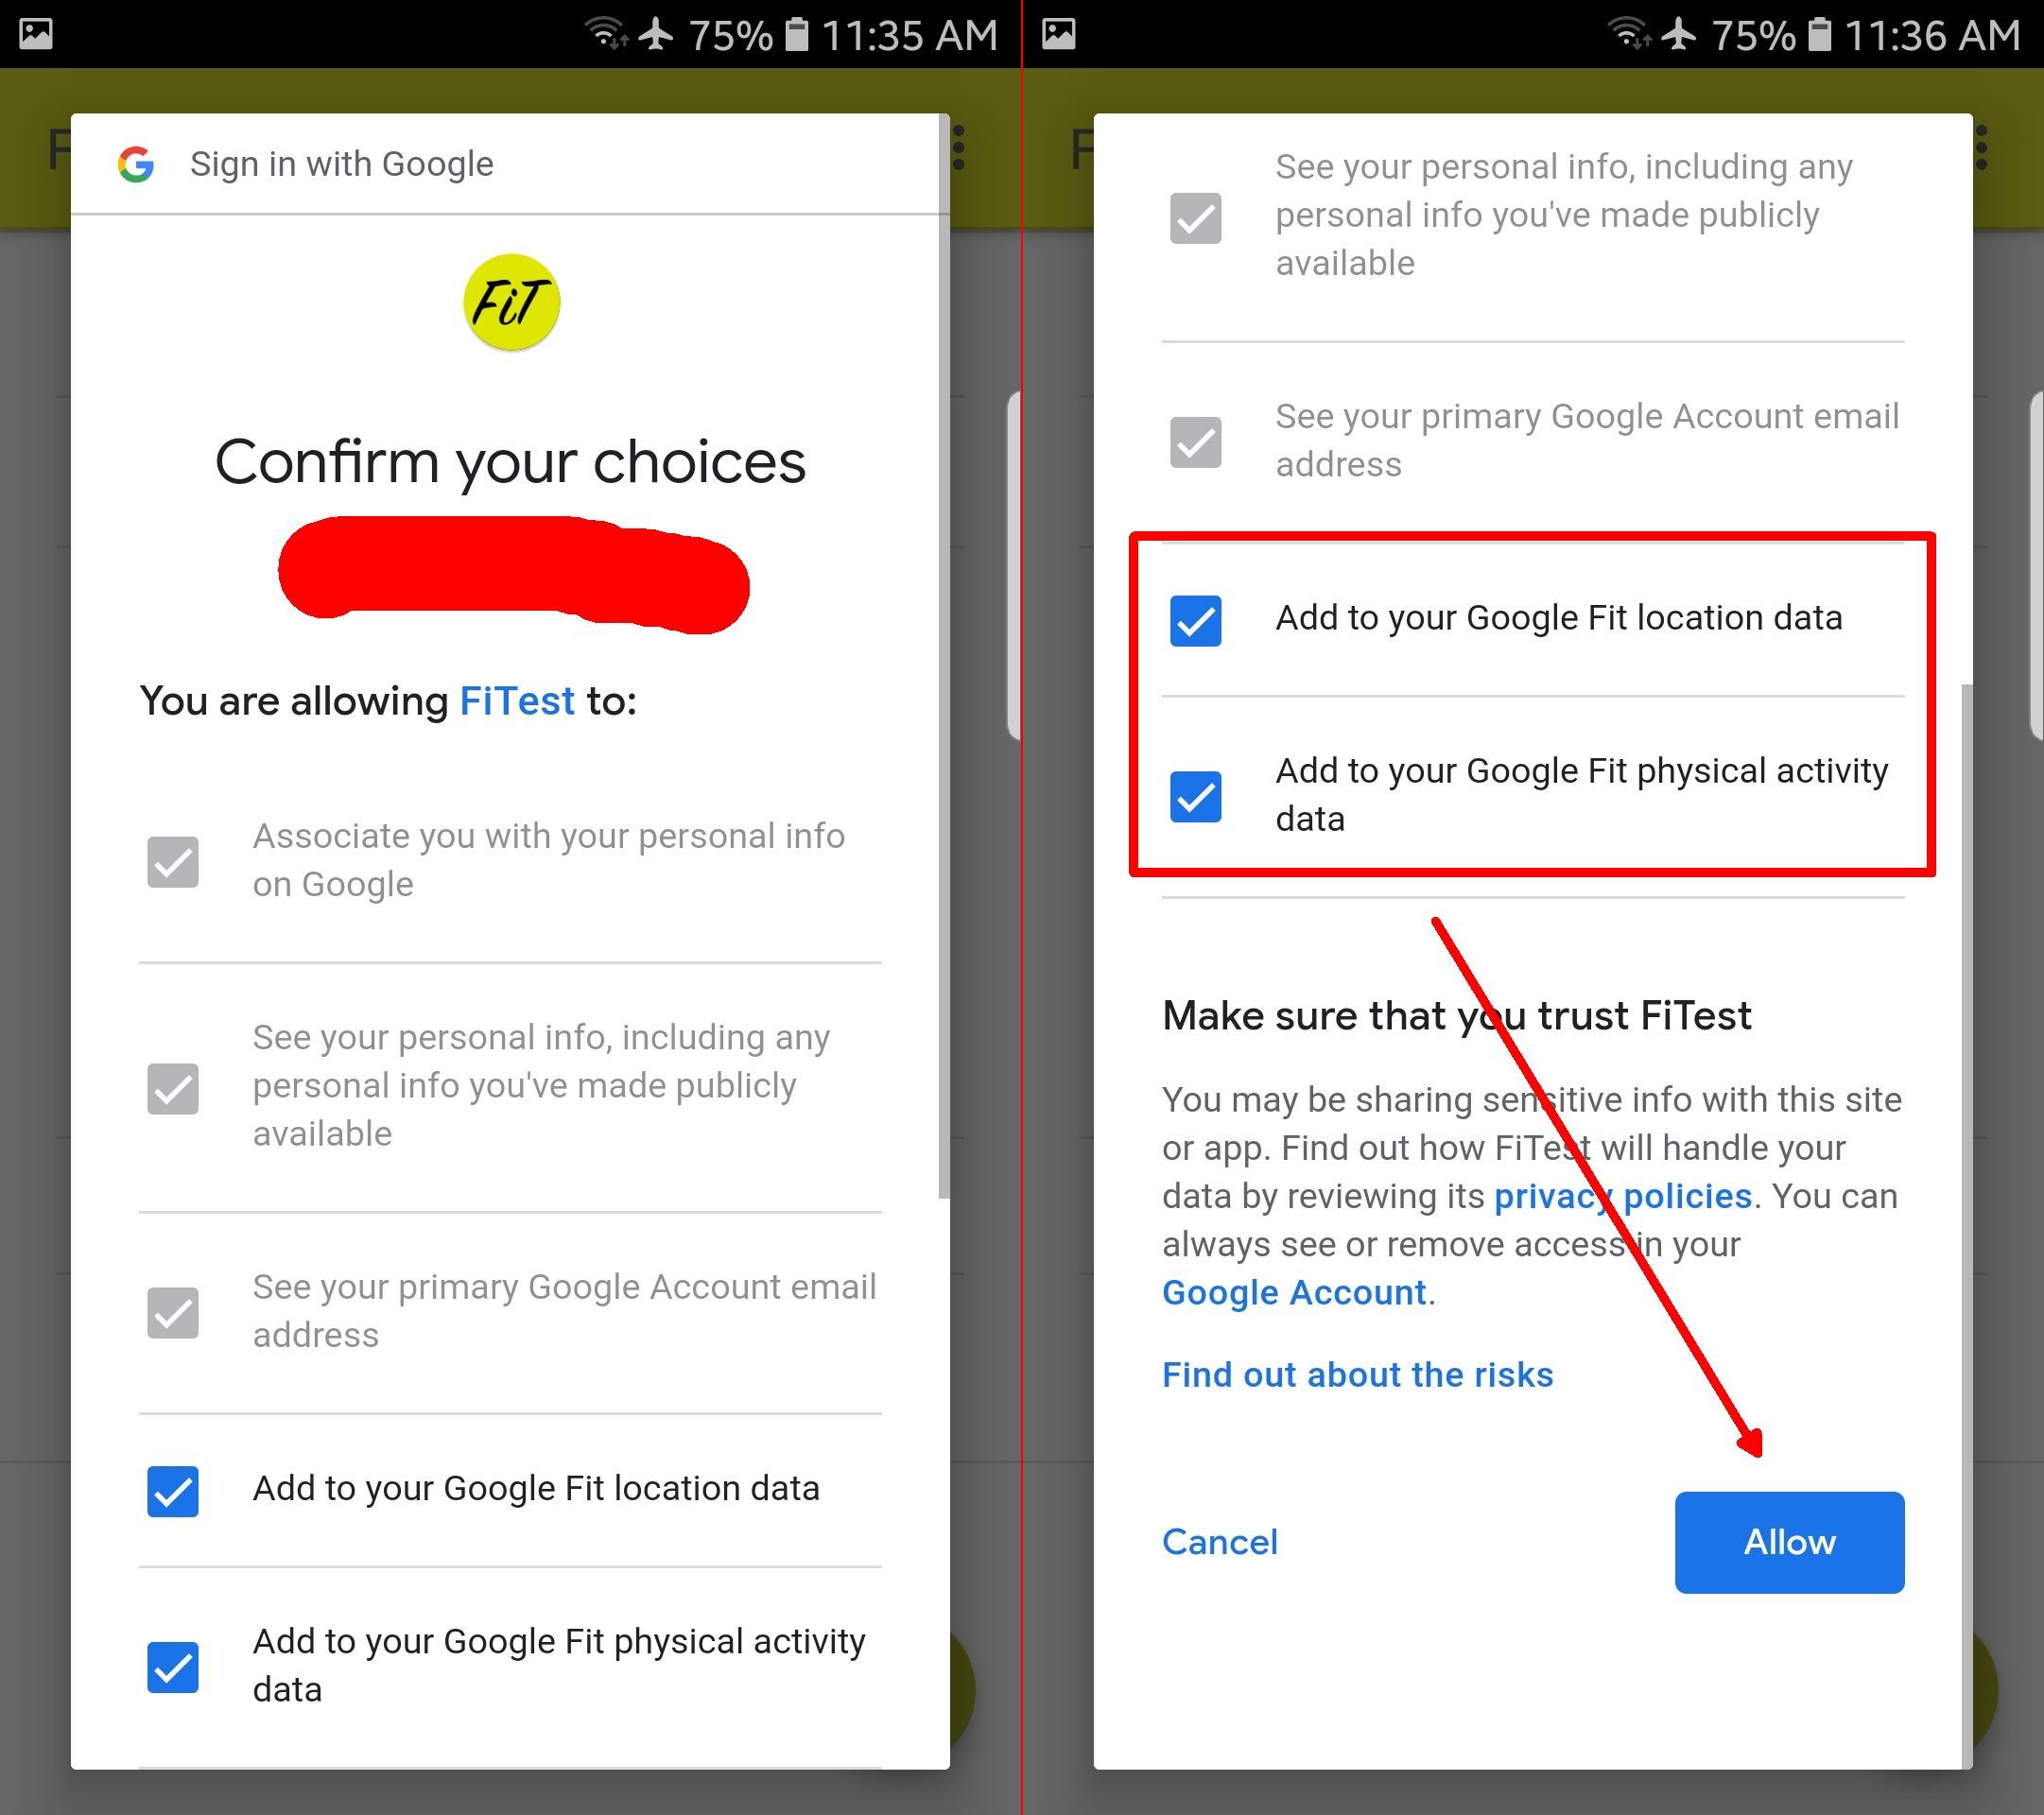 75% 11:35 AM
F
Sign in with Google
FiT
Confirm your choices
You are allowing FiTest to:
Associate you with your personal info
on Google
See your personal info, including any
personal info you've made publicly
available
See your primary Google Account email
address
Add to your Google Fit location data
Add to your Google Fit physical activity
data
75% 11:36 AM
F
See your personal info, including any
personal info you've made publicly
available
See your primary Google Account email
address
Add to your Google Fit location data
Add to your Google Fit physical activity
data
Make sure that you trust FiTest
You may be sharing sensitive info with this site
or app. Find out how FiTest will handle your
data by reviewing its privacy policies. You can
always see or remove access in your
Google Account.
Find out about the risks
Cancel
Allow